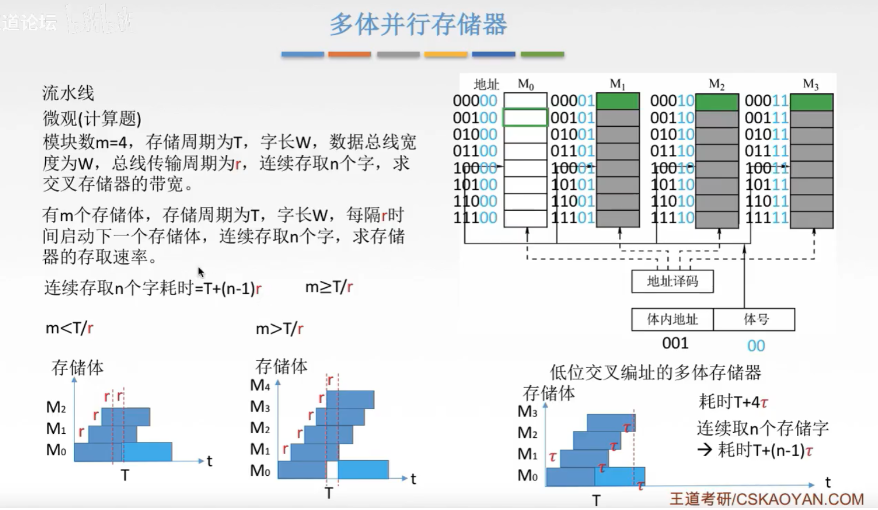 道论坛
多体并行存储器
流水线
微观(计算题)
模块数m=4，存储周期为T，字长W，数据总线宽
度为W，总线传输周期为r，连续存取n个字，求
交叉存储器的带宽。
有m个存储体，存储周期为T，字长W，每隔r时
间启动下一个存储体，连续存取n个字，求存储
器的存取速率。
连续存取n个字耗时=T+(n-1)r
m≥T/r
m<T/r
m>T/r
存储体
r r
r
r
M2
M1
M0
T
t
存储体
r
r
r
r
M4
M3
M2
M1
M0
T
t
地址 M0 M1 M2 M3
00000 00001 00010 00011
00100 00101 00110 00111
01000 01001 01010 01011
01100 01101 01110 01111
10000 10001 10010 10011
10100 10101 10110 10111
11000 11001 11010 11011
11100 11101 11110 11111
地址译码
体内地址 体号
001 00
低位交叉编址的多体存储器
存储体
M3
M2
M1
M0
τ
τ
τ
τ
τ
T
t
耗时T+4τ
连续取n个存储字
→ 耗时T+(n-1)τ
王道考研/CSKAOYAN.COM